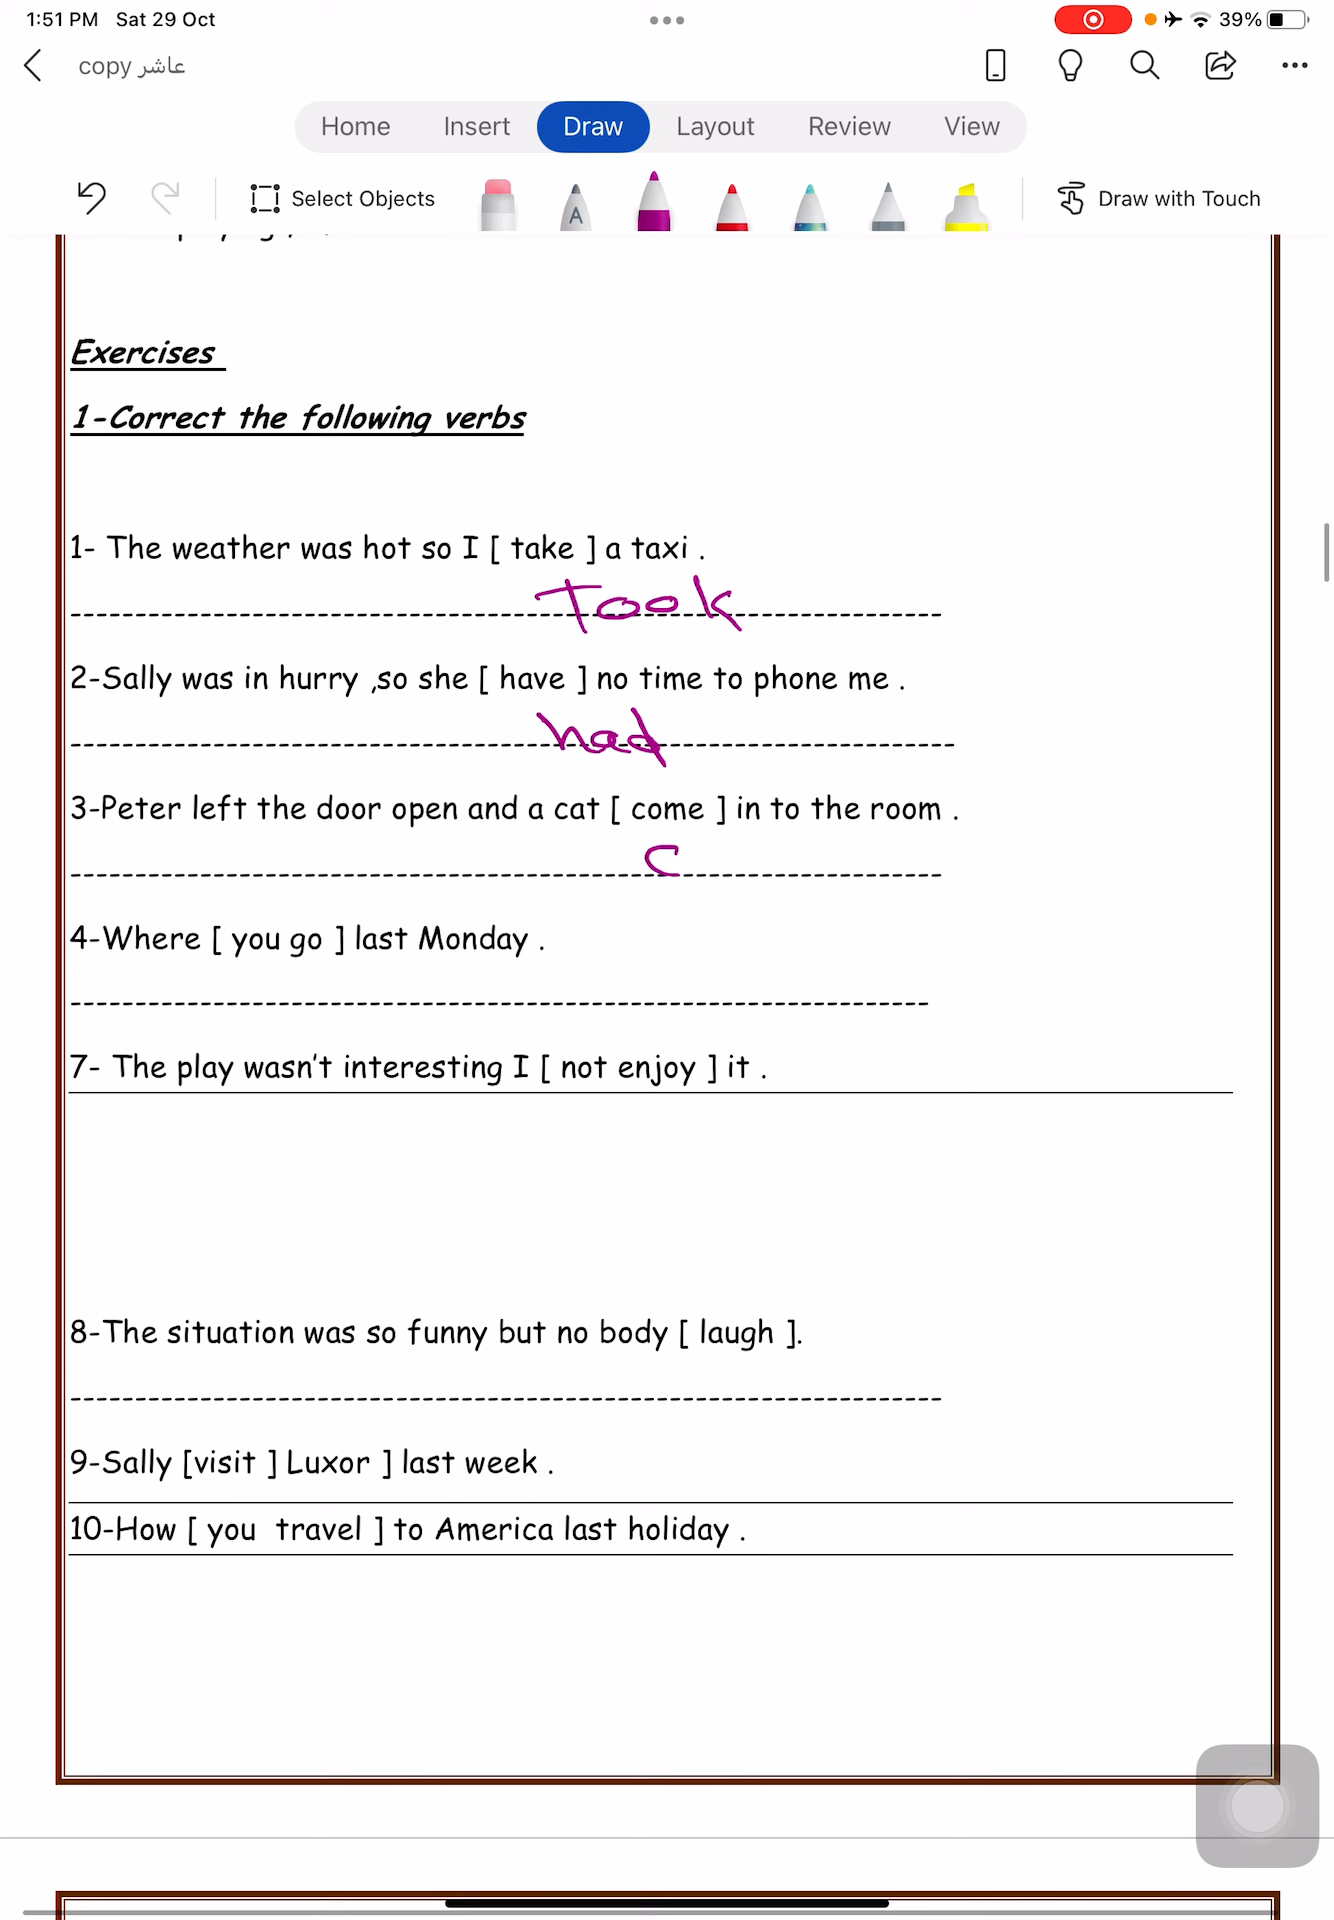 1:51 PM Sat 29 Oct
39%
copy عاشر
Home Insert Draw Layout Review View
Select Objects
A
Draw with Touch
Exercises
1-Correct the following verbs
1- The weather was hot so I [ take ] a taxi .
Took
2-Sally was in hurry ,so she [ have ] no time to phone me .
had
3-Peter left the door open and a cat [ come ] in to the room .
C
4-Where [ you go ] last Monday .
7- The play wasn't interesting I [ not enjoy ] it .
8-The situation was so funny but no body [ laugh ].
9-Sally [visit ] Luxor ] last week .
10-How [ you travel ] to America last holiday .